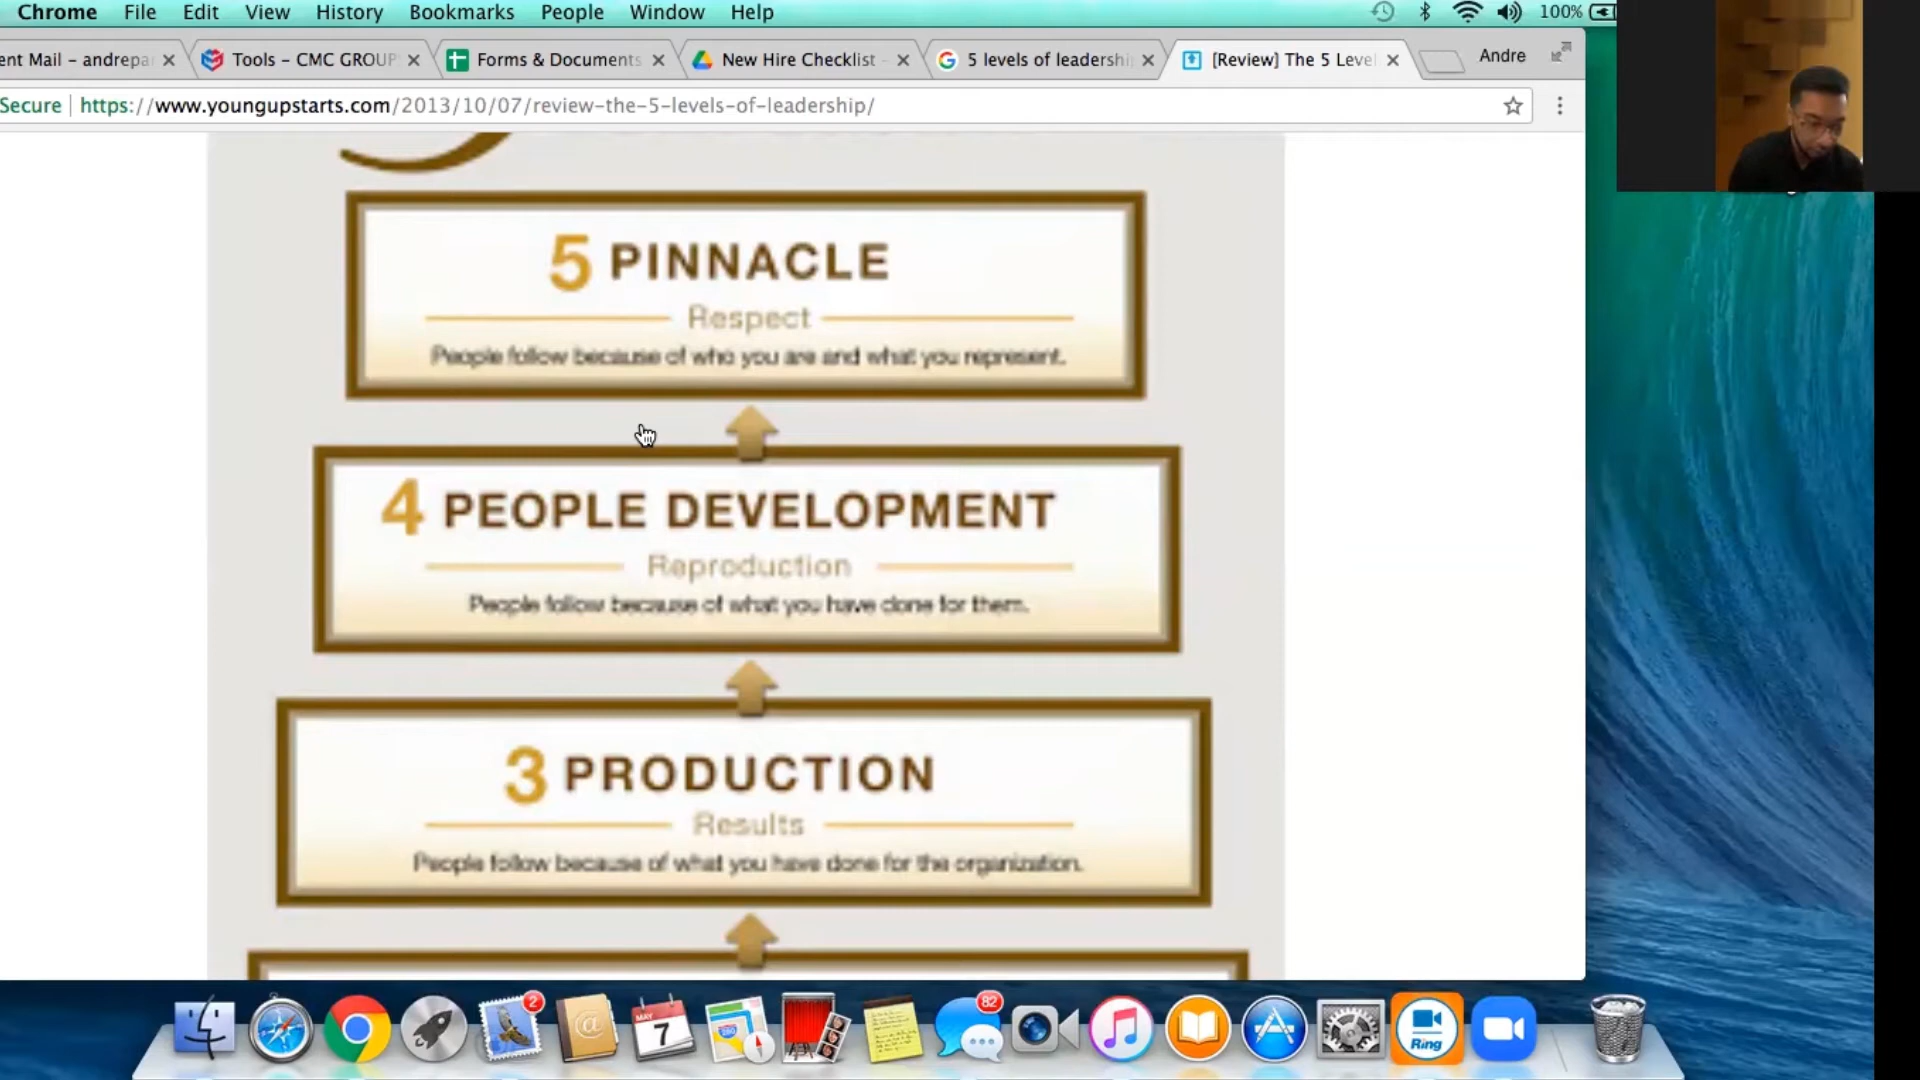 Chrome File Edit View History Bookmarks People Window Help 100%
ent Mail - andrepa Tools - CMC GROUP Forms & Documents New Hire Checklist - 5 levels of leadershi [Review] The 5 Leve Andre
Secure https://www.youngupstarts.com/2013/10/07/review-the-5-levels-of-leadership/
5 PINNACLE
Respect
People follow because of who you are and what you represent.
4 PEOPLE DEVELOPMENT
Reproduction
People follow because of what you have done for them.
3 PRODUCTION
Results
People follow because of what you have done for the organization.
2
MAY
7
82
Ring